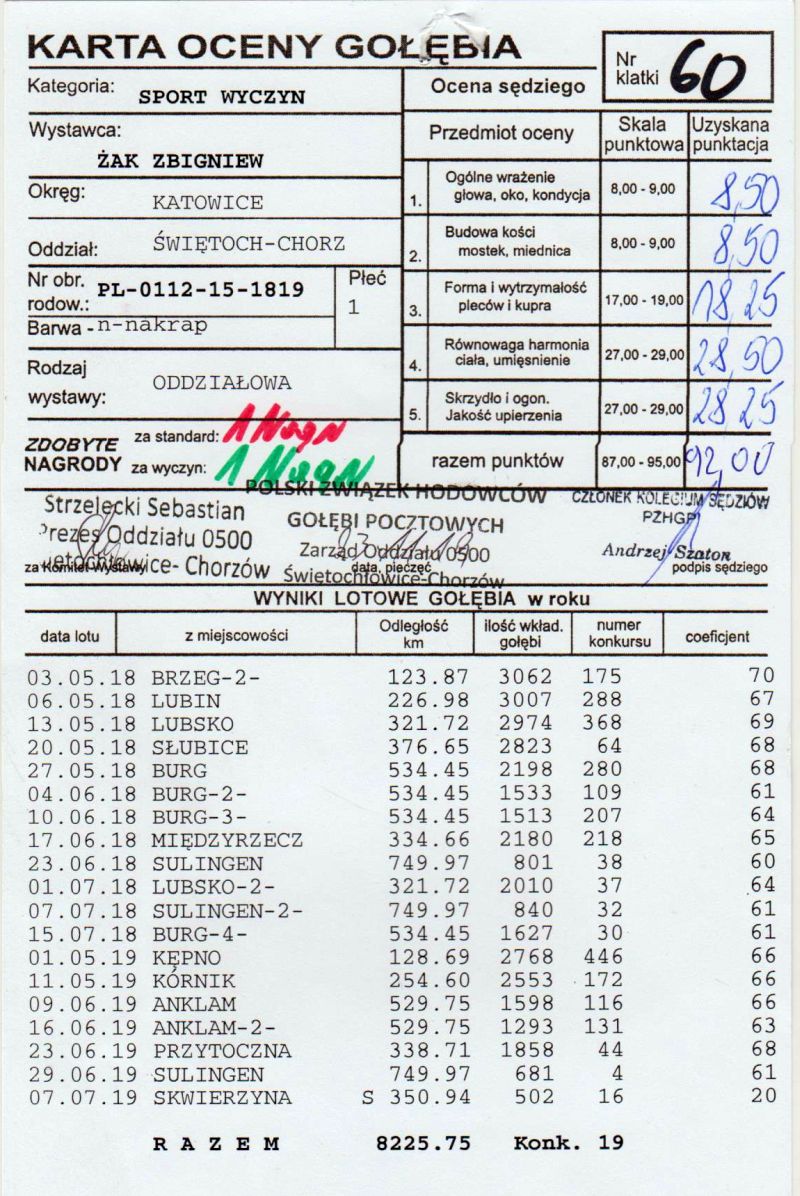 KARTA OCENY GOŁĘBIA
Nr klatki 60
Kategoria: SPORT WYCZYN
Wystawca:
ŻAK ZBIGNIEW
Okręg: KATOWICE
Oddział: ŚWIĘTOCH-CHORZ
Nr obr. rodow.: PL-0112-15-1819
Płeć 1
Barwa - n-nakrap
Rodzaj wystawy: ODDZIAŁOWA
ZDOBYTE NAGRODY
za standard: 1 Nagr
za wyczyn: 1 Nagr
Ocena sędziego
Przedmiot oceny Skala punktowa Uzyskana punktacja
1. Ogólne wrażenie głowa, oko, kondycja 8,00 - 9,00 8,50
2. Budowa kości mostek, miednica 8,00 - 9,00 8,50
3. Forma i wytrzymałość pleców i kupra 17,00 - 19,00 18,25
4. Równowaga harmonia ciała, umięsnienie 27,00 - 29,00 28,50
5. Skrzydło i ogon. Jakość upierzenia 27,00 - 29,00 28,25
razem punktów 87,00 - 95,00 92,00
Strzelecki Sebastian
Prezes Oddziału 0500
Świętochłowice- Chorzów
za Komitet Wystawy
POLSKI ZWIĄZEK HODOWCÓW
GOŁĘBI POCZTOWYCH
Zarząd Oddziału 0500
Świętochłowice-Chorzów
data, pieczęć
CZŁONEK KOLEGIUM SĘDZIÓW
PZHGP
Andrzej Szaton
podpis sędziego
WYNIKI LOTOWE GOŁĘBIA w roku
data lotu z miejscowości Odległość km ilość wkład. gołębi numer konkursu coeficjent
03.05.18 BRZEG-2- 123.87 3062 175 70
06.05.18 LUBIN 226.98 3007 288 67
13.05.18 LUBSKO 321.72 2974 368 69
20.05.18 SŁUBICE 376.65 2823 64 68
27.05.18 BURG 534.45 2198 280 68
04.06.18 BURG-2- 534.45 1533 109 61
10.06.18 BURG-3- 534.45 1513 207 64
17.06.18 MIĘDZYRZECZ 334.66 2180 218 65
23.06.18 SULINGEN 749.97 801 38 60
01.07.18 LUBSKO-2- 321.72 2010 37 64
07.07.18 SULINGEN-2- 749.97 840 32 61
15.07.18 BURG-4- 534.45 1627 30 61
01.05.19 KĘPNO 128.69 2768 446 66
11.05.19 KÓRNIK 254.60 2553 172 66
09.06.19 ANKLAM 529.75 1598 116 66
16.06.19 ANKLAM-2- 529.75 1293 131 63
23.06.19 PRZYTOCZNA 338.71 1858 44 68
29.06.19 SULINGEN 749.97 681 4 61
07.07.19 SKWIERZYNA S 350.94 502 16 20
R A Z E M 8225.75 Konk. 19